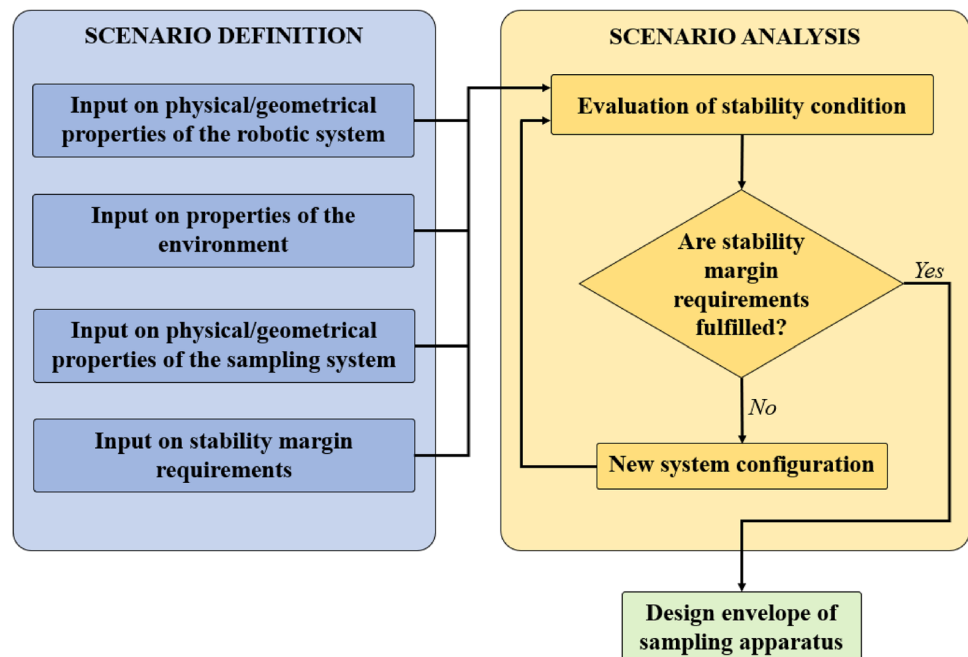 SCENARIO DEFINITION
Input on physical/geometrical
properties of the robotic system
Input on properties of the
environment
Input on physical/geometrical
properties of the sampling system
Input on stability margin
requirements
SCENARIO ANALYSIS
Evaluation of stability condition
Are stability
margin
requirements
fulfilled?
Yes
No
New system configuration
Design envelope of
sampling apparatus